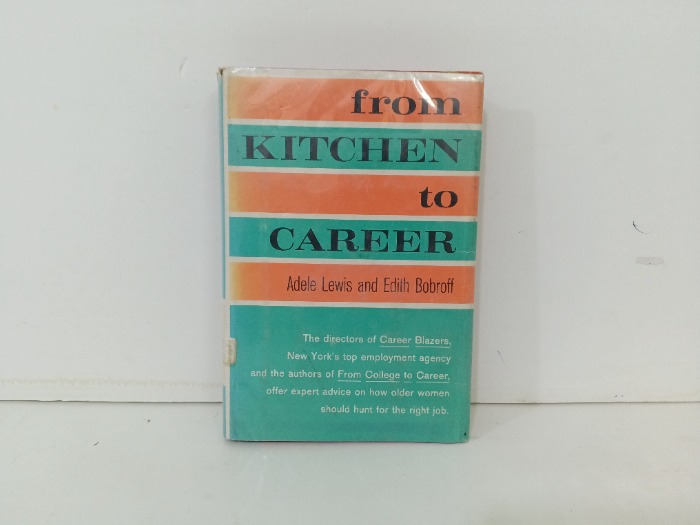 from
KITCHEN
to
CAREER
Adele Lewis and Edith Bobroff
The directors of Career Blazers,
New York's top employment agency
and the authors of From College to Career,
offer expert advice on how older women
should hunt for the right job.